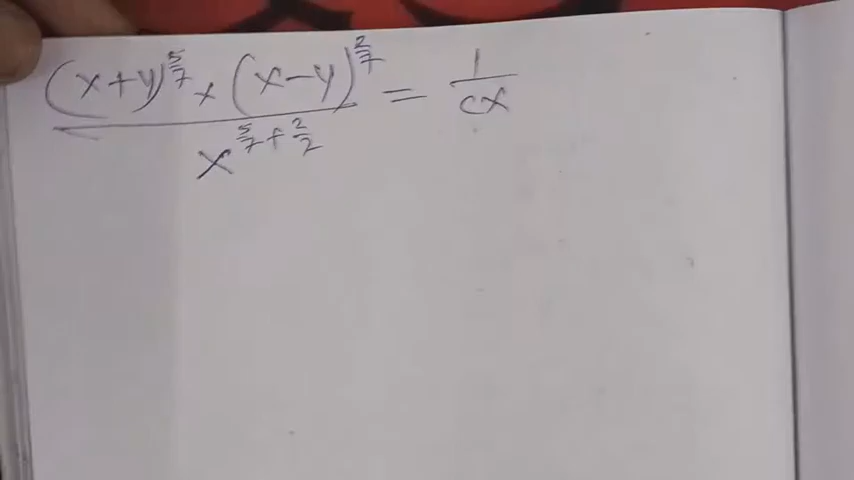 (x+y)^{5/7} × (x−y)^{2/7} / x^{5/7+2/2} = 1/cx